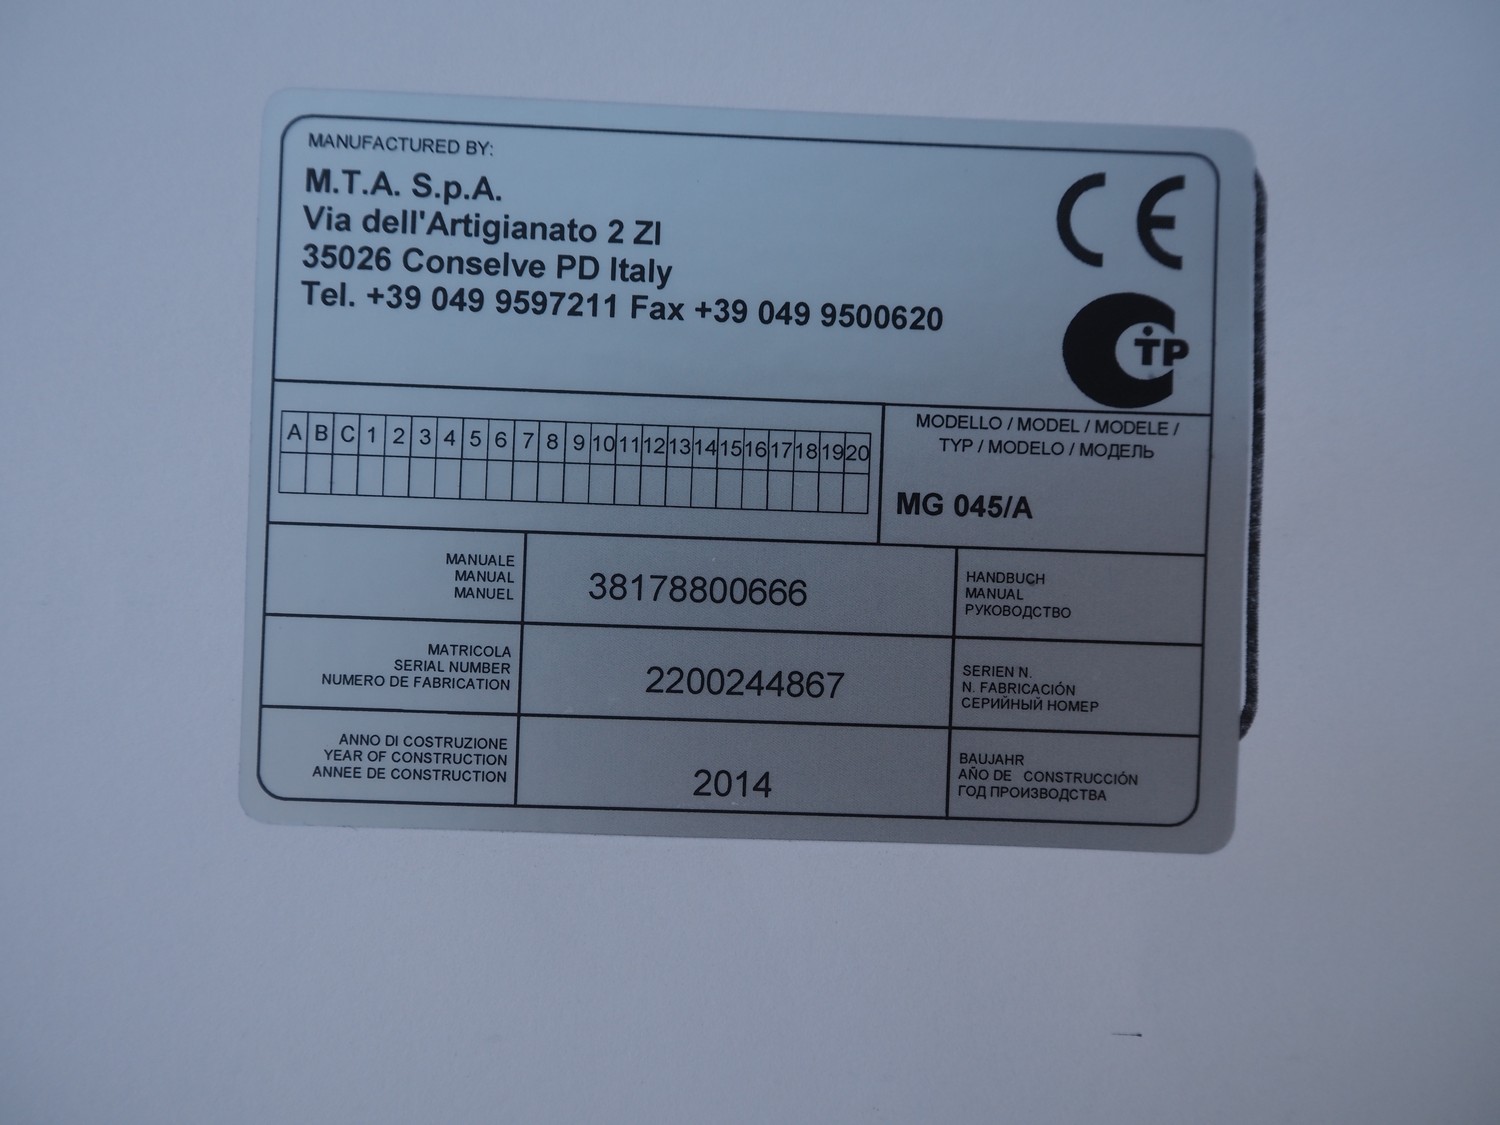 MANUFACTURED BY:
M.T.A. S.p.A.
Via dell'Artigianato 2 ZI
35026 Conselve PD Italy
Tel. +39 049 9597211 Fax +39 049 9500620
CE
TP
A B C 1 2 3 4 5 6 7 8 9 10 11 12 13 14 15 16 17 18 19 20
MODELLO / MODEL / MODELE /
TYP / MODELO / МОДЕЛЬ
MG 045/A
MANUALE
MANUAL
MANUEL
38178800666
HANDBUCH
MANUAL
РУКОВОДСТВО
MATRICOLA
SERIAL NUMBER
NUMERO DE FABRICATION
2200244867
SERIEN N.
N. FABRICACIÓN
СЕРИЙНЫЙ НОМЕР
ANNO DI COSTRUZIONE
YEAR OF CONSTRUCTION
ANNEE DE CONSTRUCTION
2014
BAUJAHR
AÑO DE CONSTRUCCIÓN
ГОД ПРОИЗВОДСТВА